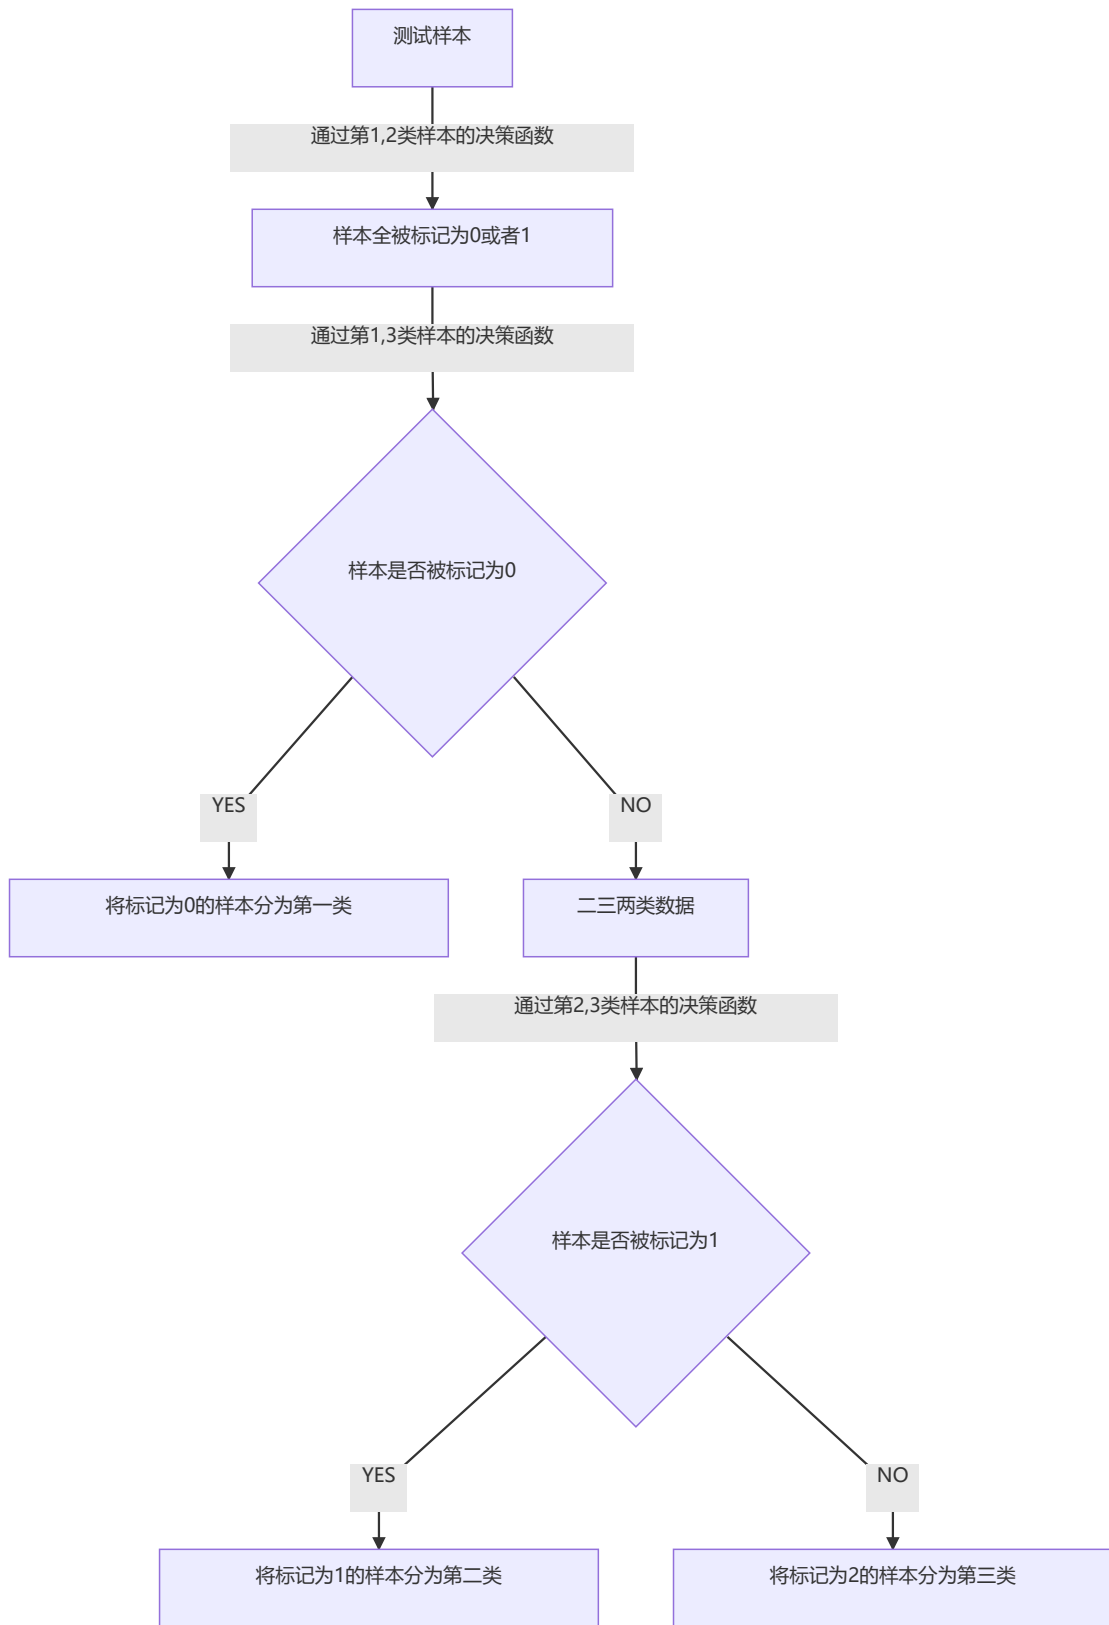 测试样本
通过第1,2类样本的决策函数
样本全被标记为0或者1
通过第1,3类样本的决策函数
样本是否被标记为0
YES
NO
将标记为0的样本分为第一类
二三两类数据
通过第2,3类样本的决策函数
样本是否被标记为1
YES
NO
将标记为1的样本分为第二类
将标记为2的样本分为第三类